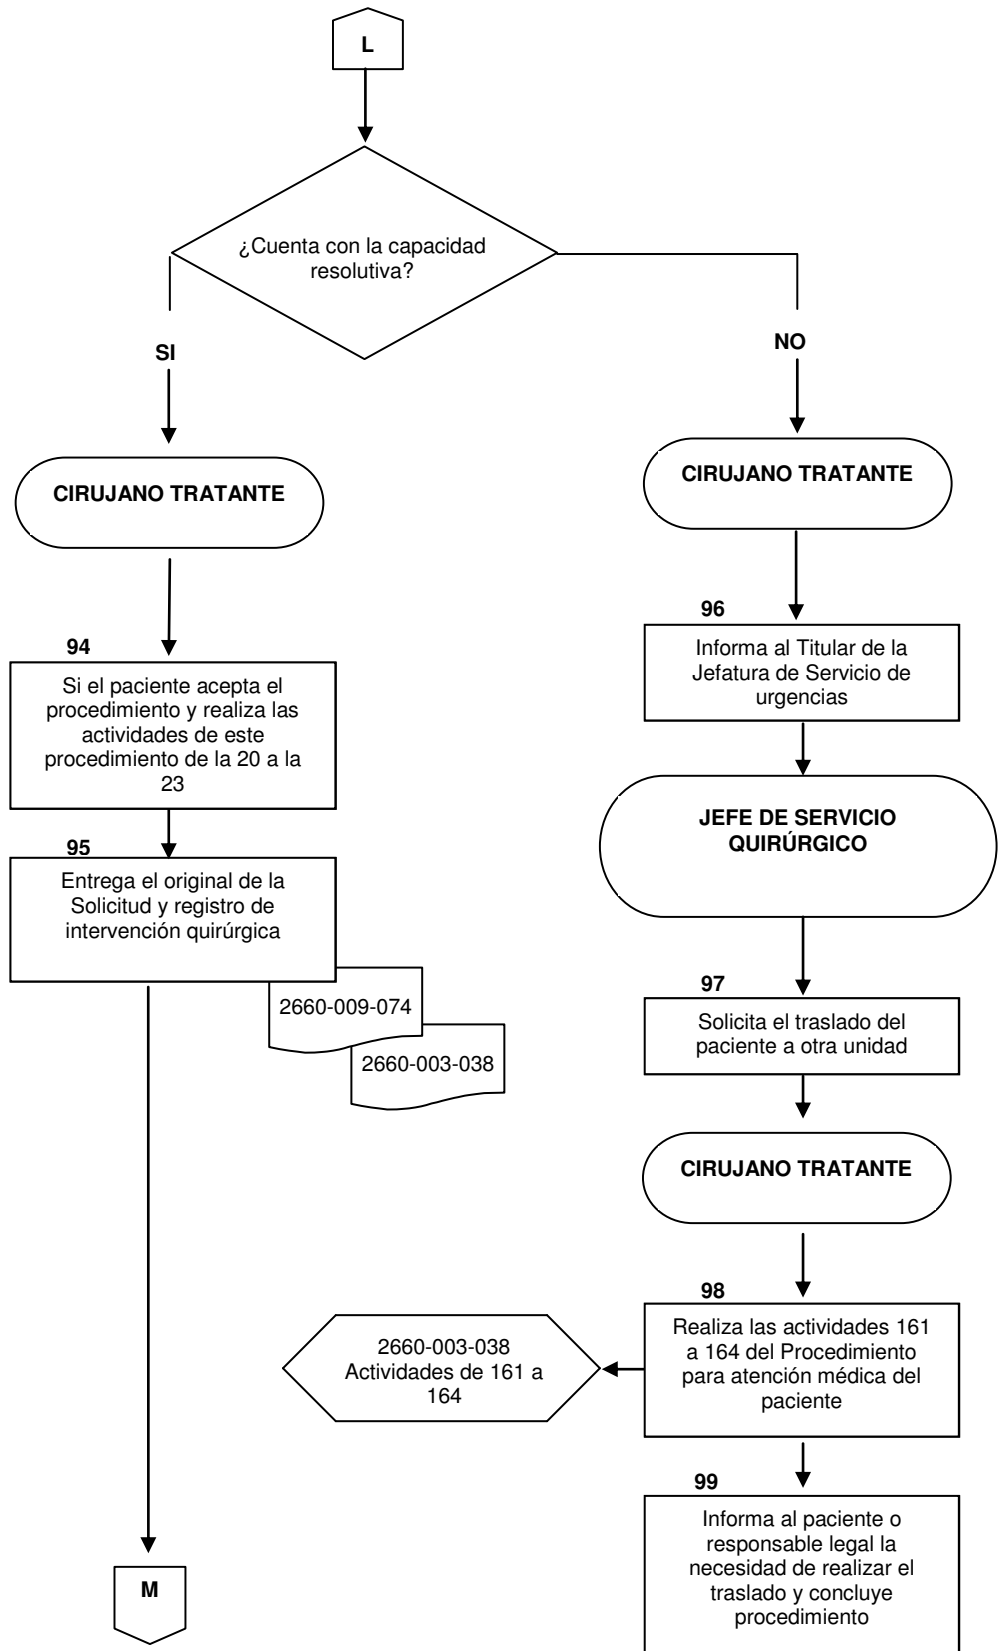 L
¿Cuenta con la capacidad
resolutiva?
SI
NO
CIRUJANO TRATANTE
94
Si el paciente acepta el
procedimiento y realiza las
actividades de este
procedimiento de la 20 a la
23
95
Entrega el original de la
Solicitud y registro de
intervención quirúrgica
2660-009-074
2660-003-038
M
CIRUJANO TRATANTE
96
Informa al Titular de la
Jefatura de Servicio de
urgencias
JEFE DE SERVICIO
QUIRÚRGICO
97
Solicita el traslado del
paciente a otra unidad
CIRUJANO TRATANTE
98
Realiza las actividades 161
a 164 del Procedimiento
para atención médica del
paciente
2660-003-038
Actividades de 161 a
164
99
Informa al paciente o
responsable legal la
necesidad de realizar el
traslado y concluye
procedimiento